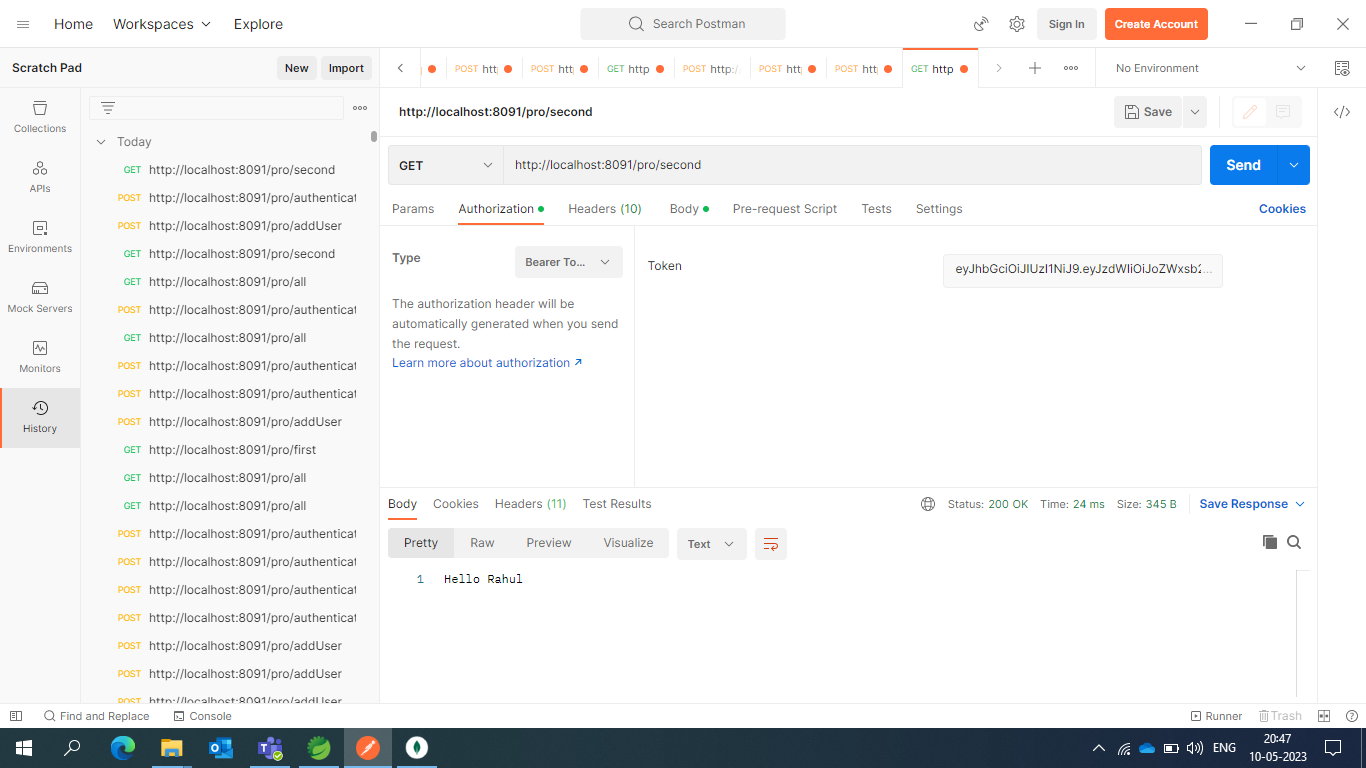 Home Workspaces Explore Search Postman Sign In Create Account
Scratch Pad New Import
POST htt POST htt GET http POST http:/ POST htt POST htt GET http No Environment
Collections
APIs
Environments
Mock Servers
Monitors
History
Today
GET http://localhost:8091/pro/second
POST http://localhost:8091/pro/authenticat
POST http://localhost:8091/pro/addUser
GET http://localhost:8091/pro/second
GET http://localhost:8091/pro/all
POST http://localhost:8091/pro/authenticat
GET http://localhost:8091/pro/all
POST http://localhost:8091/pro/authenticat
POST http://localhost:8091/pro/authenticat
POST http://localhost:8091/pro/addUser
GET http://localhost:8091/pro/first
GET http://localhost:8091/pro/all
GET http://localhost:8091/pro/all
POST http://localhost:8091/pro/authenticat
POST http://localhost:8091/pro/authenticat
POST http://localhost:8091/pro/authenticat
POST http://localhost:8091/pro/authenticat
POST http://localhost:8091/pro/addUser
POST http://localhost:8091/pro/addUser
POST http://localhost:8091/pro/addUser
http://localhost:8091/pro/second Save
GET http://localhost:8091/pro/second Send
Params Authorization Headers (10) Body Pre-request Script Tests Settings Cookies
Type Bearer To...
The authorization header will be
automatically generated when you send
the request.
Learn more about authorization ↗
Token
Body Cookies Headers (11) Test Results Status: 200 OK Time: 24 ms Size: 345 B Save Response
Pretty Raw Preview Visualize Text
1 Hello Rahul
Find and Replace Console Runner Trash
ENG 20:47
10-05-2023